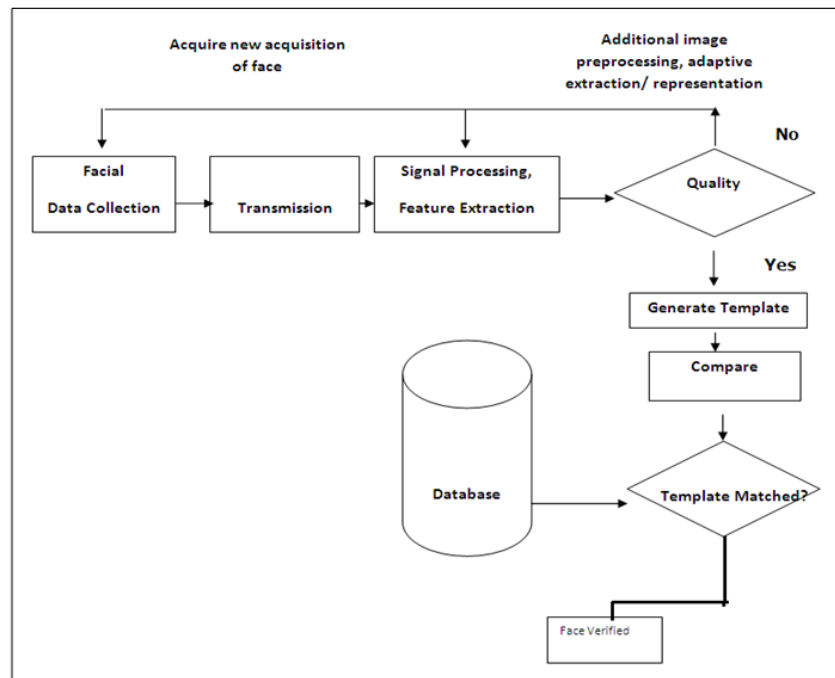 Acquire new acquisition
of face
Additional image
preprocessing, adaptive
extraction/ representation
No
Facial
Data Collection
Transmission
Signal Processing,
Feature Extraction
Quality
Yes
Generate Template
Compare
Database
Template Matched?
Face Verified